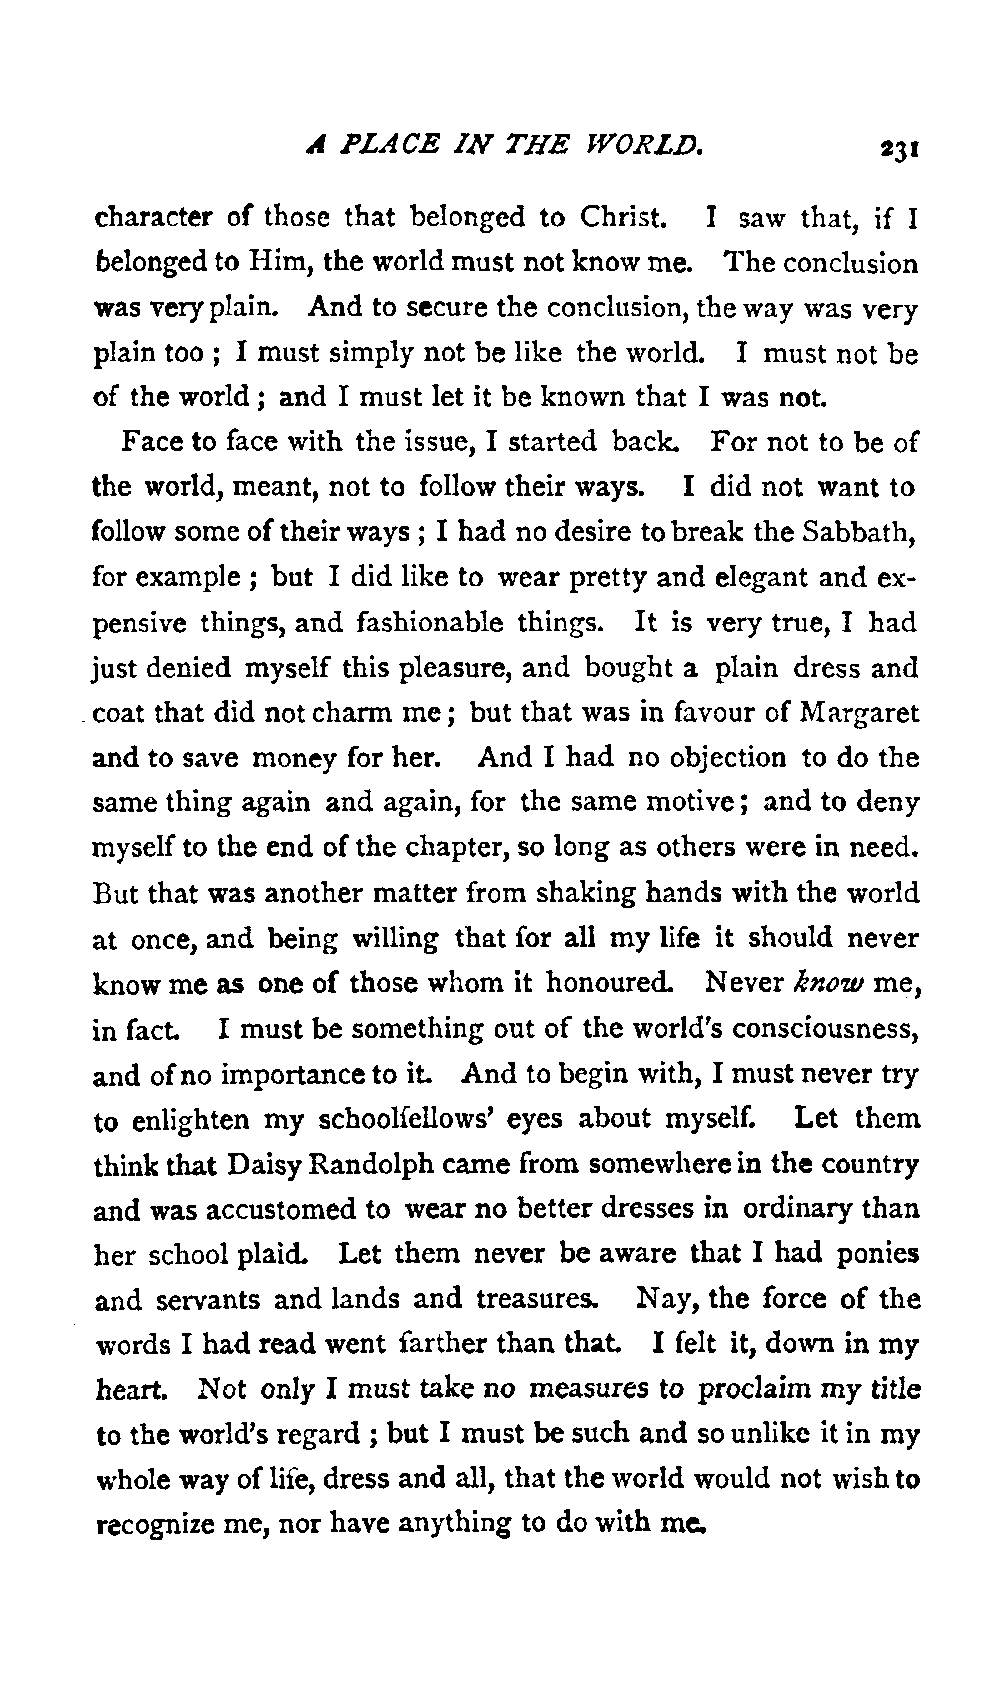 A PLACE IN THE WORLD. 231
character of those that belonged to Christ. I saw that, if I
belonged to Him, the world must not know me. The conclusion
was very plain. And to secure the conclusion, the way was very
plain too ; I must simply not be like the world. I must not be
of the world ; and I must let it be known that I was not.
Face to face with the issue, I started back. For not to be of
the world, meant, not to follow their ways. I did not want to
follow some of their ways ; I had no desire to break the Sabbath,
for example ; but I did like to wear pretty and elegant and ex-
pensive things, and fashionable things. It is very true, I had
just denied myself this pleasure, and bought a plain dress and
coat that did not charm me ; but that was in favour of Margaret
and to save money for her. And I had no objection to do the
same thing again and again, for the same motive ; and to deny
myself to the end of the chapter, so long as others were in need.
But that was another matter from shaking hands with the world
at once, and being willing that for all my life it should never
know me as one of those whom it honoured. Never know me,
in fact. I must be something out of the world's consciousness,
and of no importance to it. And to begin with, I must never try
to enlighten my schoolfellows' eyes about myself. Let them
think that Daisy Randolph came from somewhere in the country
and was accustomed to wear no better dresses in ordinary than
her school plaid. Let them never be aware that I had ponies
and servants and lands and treasures. Nay, the force of the
words I had read went farther than that. I felt it, down in my
heart. Not only I must take no measures to proclaim my title
to the world's regard ; but I must be such and so unlike it in my
whole way of life, dress and all, that the world would not wish to
recognize me, nor have anything to do with me.